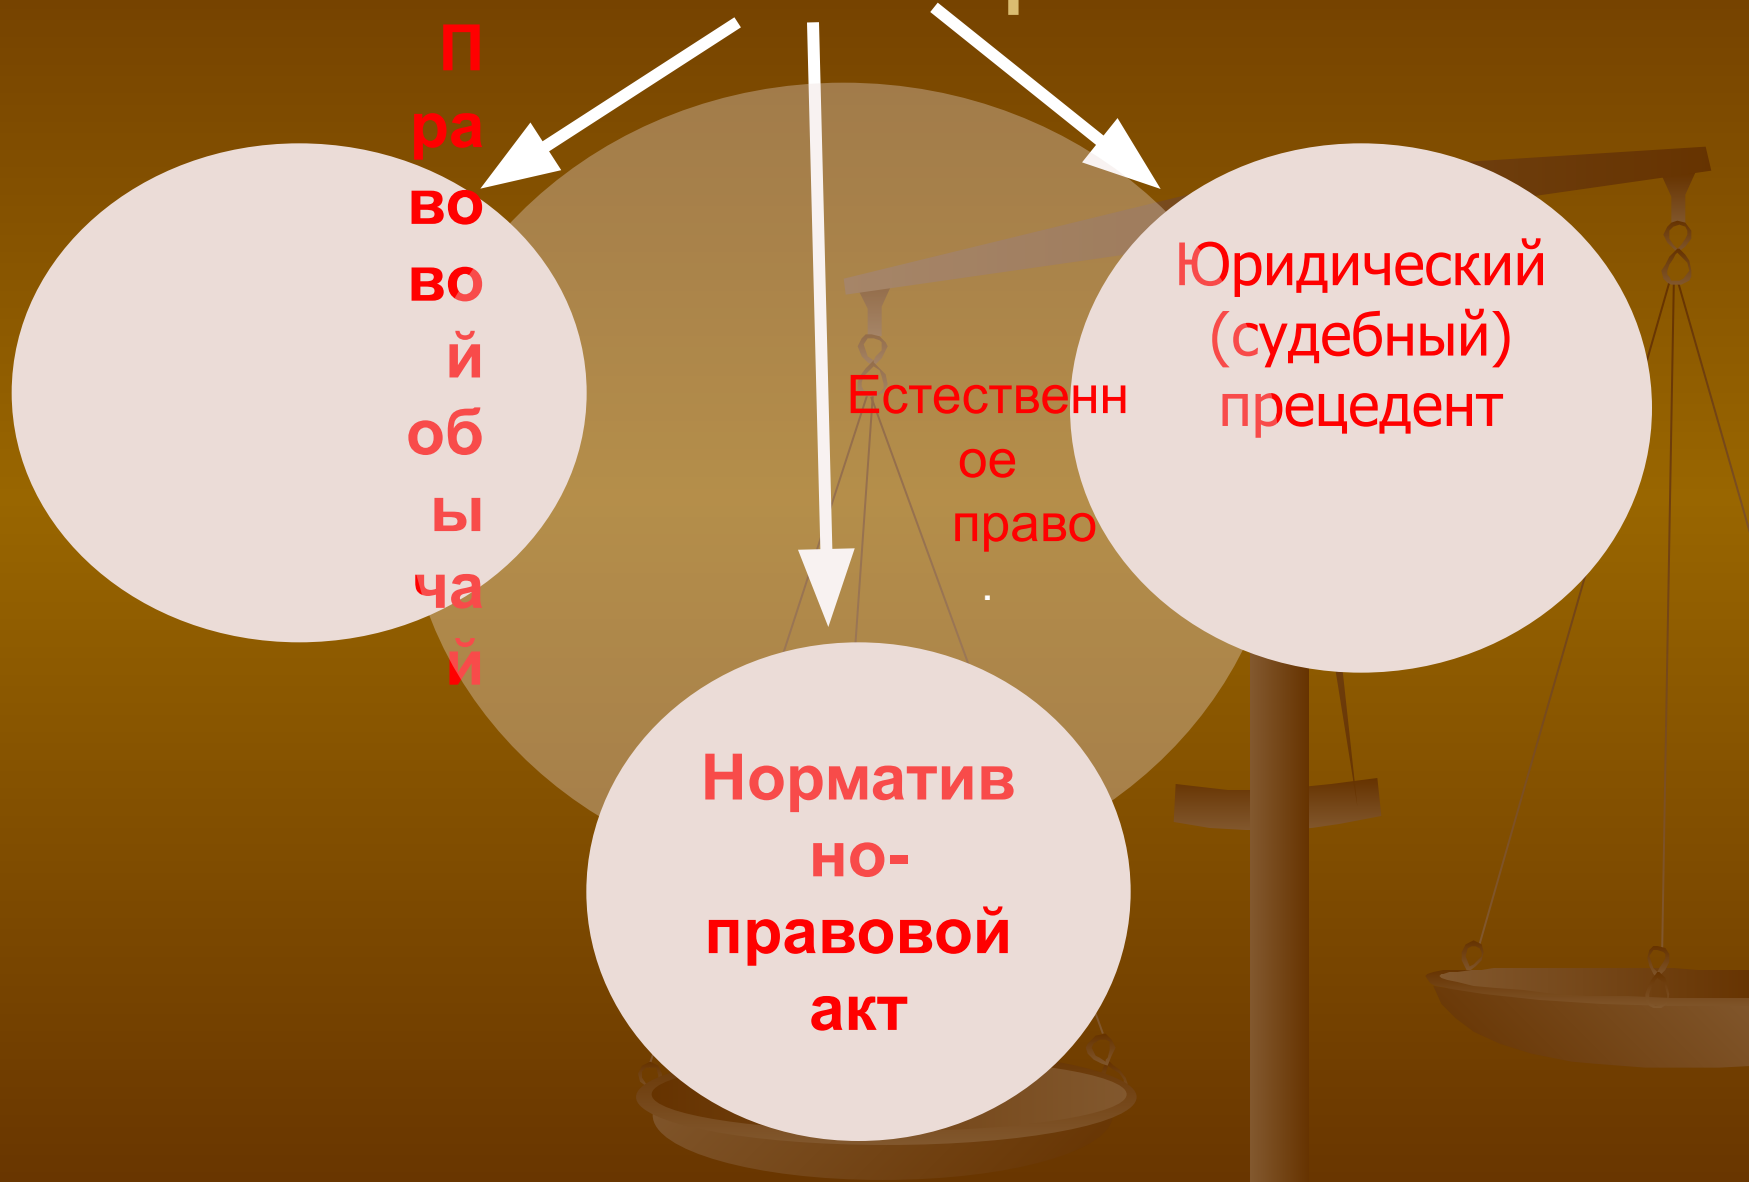 П
ра
во
во
й
об
ы
ча
й
Естественн
ое
право
.
Юридический
(судебный)
прецедент
Норматив
но-
правовой
акт